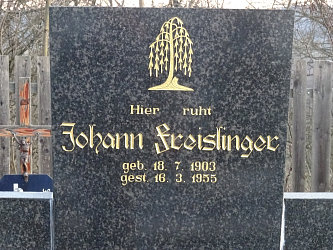 Hier ruht
Johann Freislinger
geb. 18. 7. 1903
gest. 16. 3. 1955